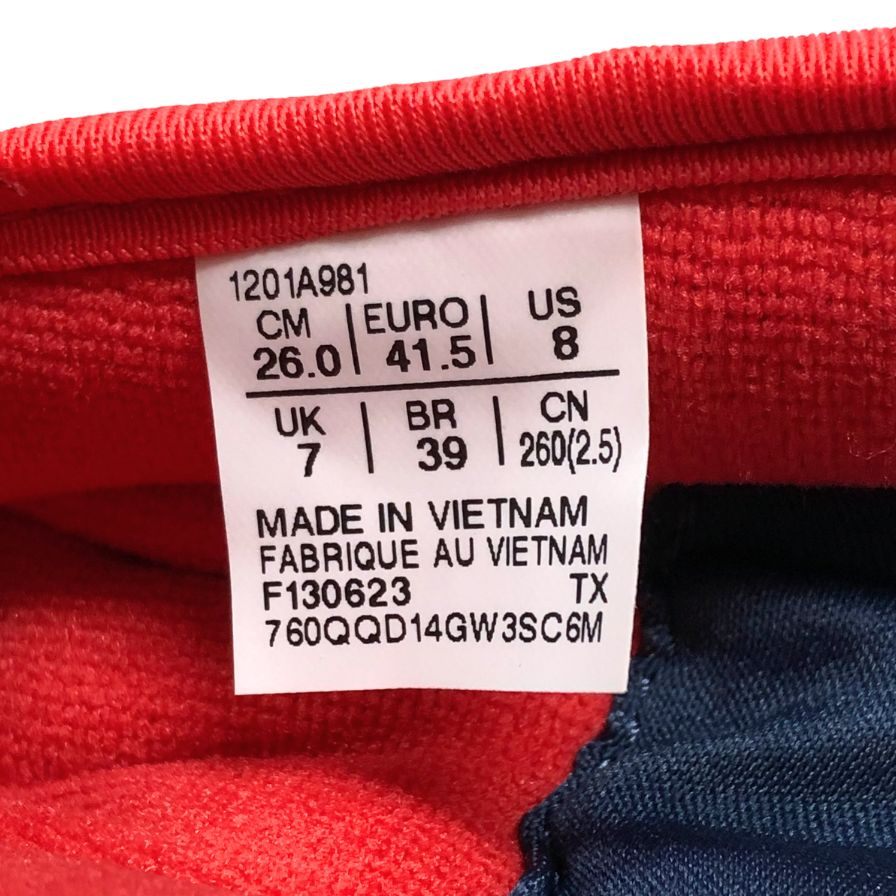 1201A981
CM | EURO | US
26.0 | 41.5 | 8
UK | BR | CN
7 | 39 | 260(2.5)
MADE IN VIETNAM
FABRIQUE AU VIETNAM
F130623 TX
760QQD14GW3SC6M